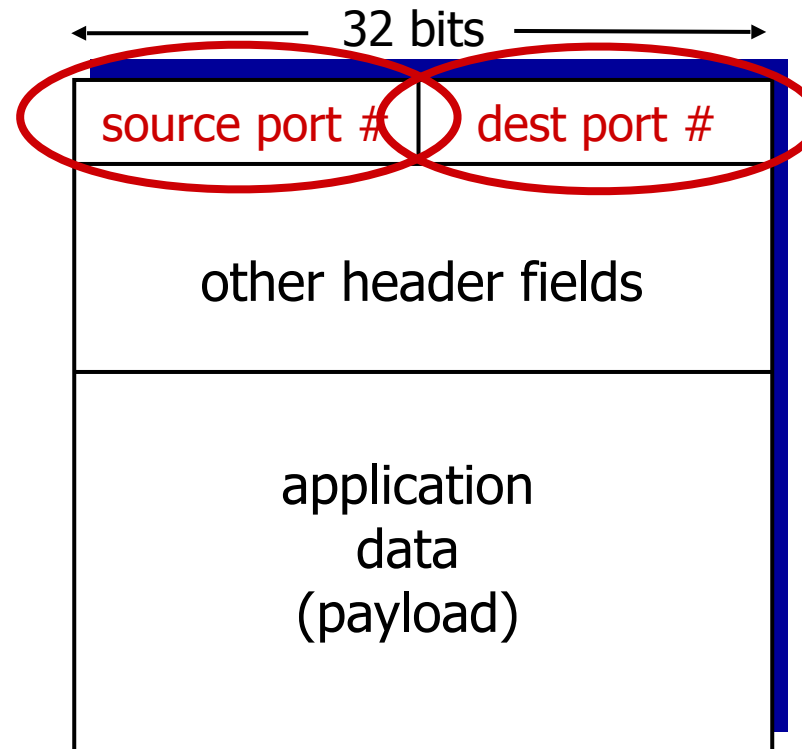 32 bits
source port # dest port #
other header fields
application
data
(payload)